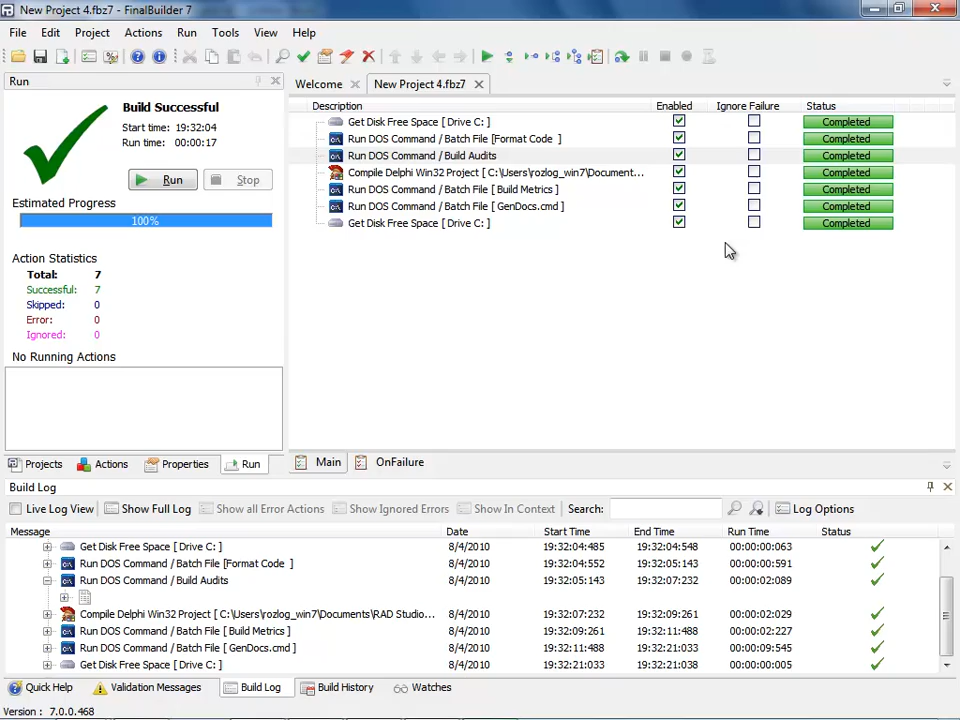 New Project 4.fbz7 - FinalBuilder 7
File Edit Project Actions Run Tools View Help
Run
Build Successful
Start time: 19:32:04
Run time: 00:00:17
Run Stop
Estimated Progress
100%
Action Statistics
Total: 7
Successful: 7
Skipped: 0
Error: 0
Ignored: 0
No Running Actions
Projects Actions Properties Run
Welcome New Project 4.fbz7
Description Enabled Ignore Failure Status
Get Disk Free Space [ Drive C: ] Completed
Run DOS Command / Batch File [Format Code ] Completed
Run DOS Command / Build Audits Completed
Compile Delphi Win32 Project [ C:\Users\rozlog_win7\Document... Completed
Run DOS Command / Batch File [ Build Metrics ] Completed
Run DOS Command / Batch File [ GenDocs.cmd ] Completed
Get Disk Free Space [ Drive C: ] Completed
Main OnFailure
Build Log
Live Log View Show Full Log Show all Error Actions Show Ignored Errors Show In Context Search: Log Options
Message Date Start Time End Time Run Time Status
Get Disk Free Space [ Drive C: ] 8/4/2010 19:32:04:485 19:32:04:548 00:00:00:063
Run DOS Command / Batch File [Format Code ] 8/4/2010 19:32:04:552 19:32:05:143 00:00:00:591
Run DOS Command / Build Audits 8/4/2010 19:32:05:143 19:32:07:232 00:00:02:089
Compile Delphi Win32 Project [ C:\Users\rozlog_win7\Documents\RAD Studio... 8/4/2010 19:32:07:232 19:32:09:261 00:00:02:029
Run DOS Command / Batch File [ Build Metrics ] 8/4/2010 19:32:09:261 19:32:11:488 00:00:02:227
Run DOS Command / Batch File [ GenDocs.cmd ] 8/4/2010 19:32:11:488 19:32:21:033 00:00:09:545
Get Disk Free Space [ Drive C: ] 8/4/2010 19:32:21:033 19:32:21:038 00:00:00:005
Quick Help Validation Messages Build Log Build History Watches
Version : 7.0.0.468